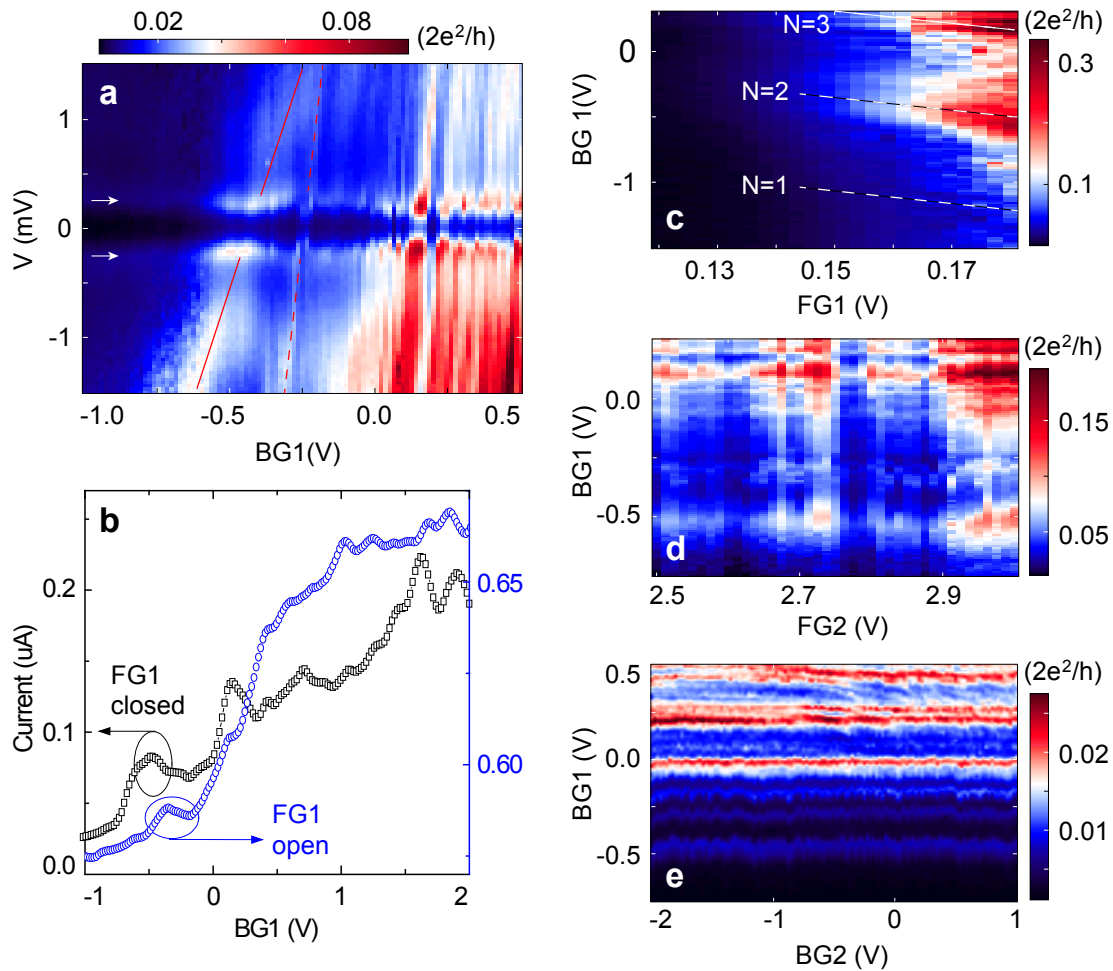 0.02 0.08 (2e²/h)
a
1
0
-1
V (mV)
-1.0 -0.5 0.0 0.5
BG1(V)
b
0.2
0.1
0.0
Current (uA)
FG1
closed
FG1
open
0.65
0.60
-1 0 1 2
BG1 (V)
(2e²/h)
N=3
N=2
N=1
c
0
-1
BG 1(V)
0.3
0.1
0.13 0.15 0.17
FG1 (V)
(2e²/h)
d
0.0
-0.5
BG1 (V)
0.15
0.05
2.5 2.7 2.9
FG2 (V)
(2e²/h)
e
0.5
0.0
-0.5
BG1 (V)
0.02
0.01
-2 -1 0 1
BG2 (V)